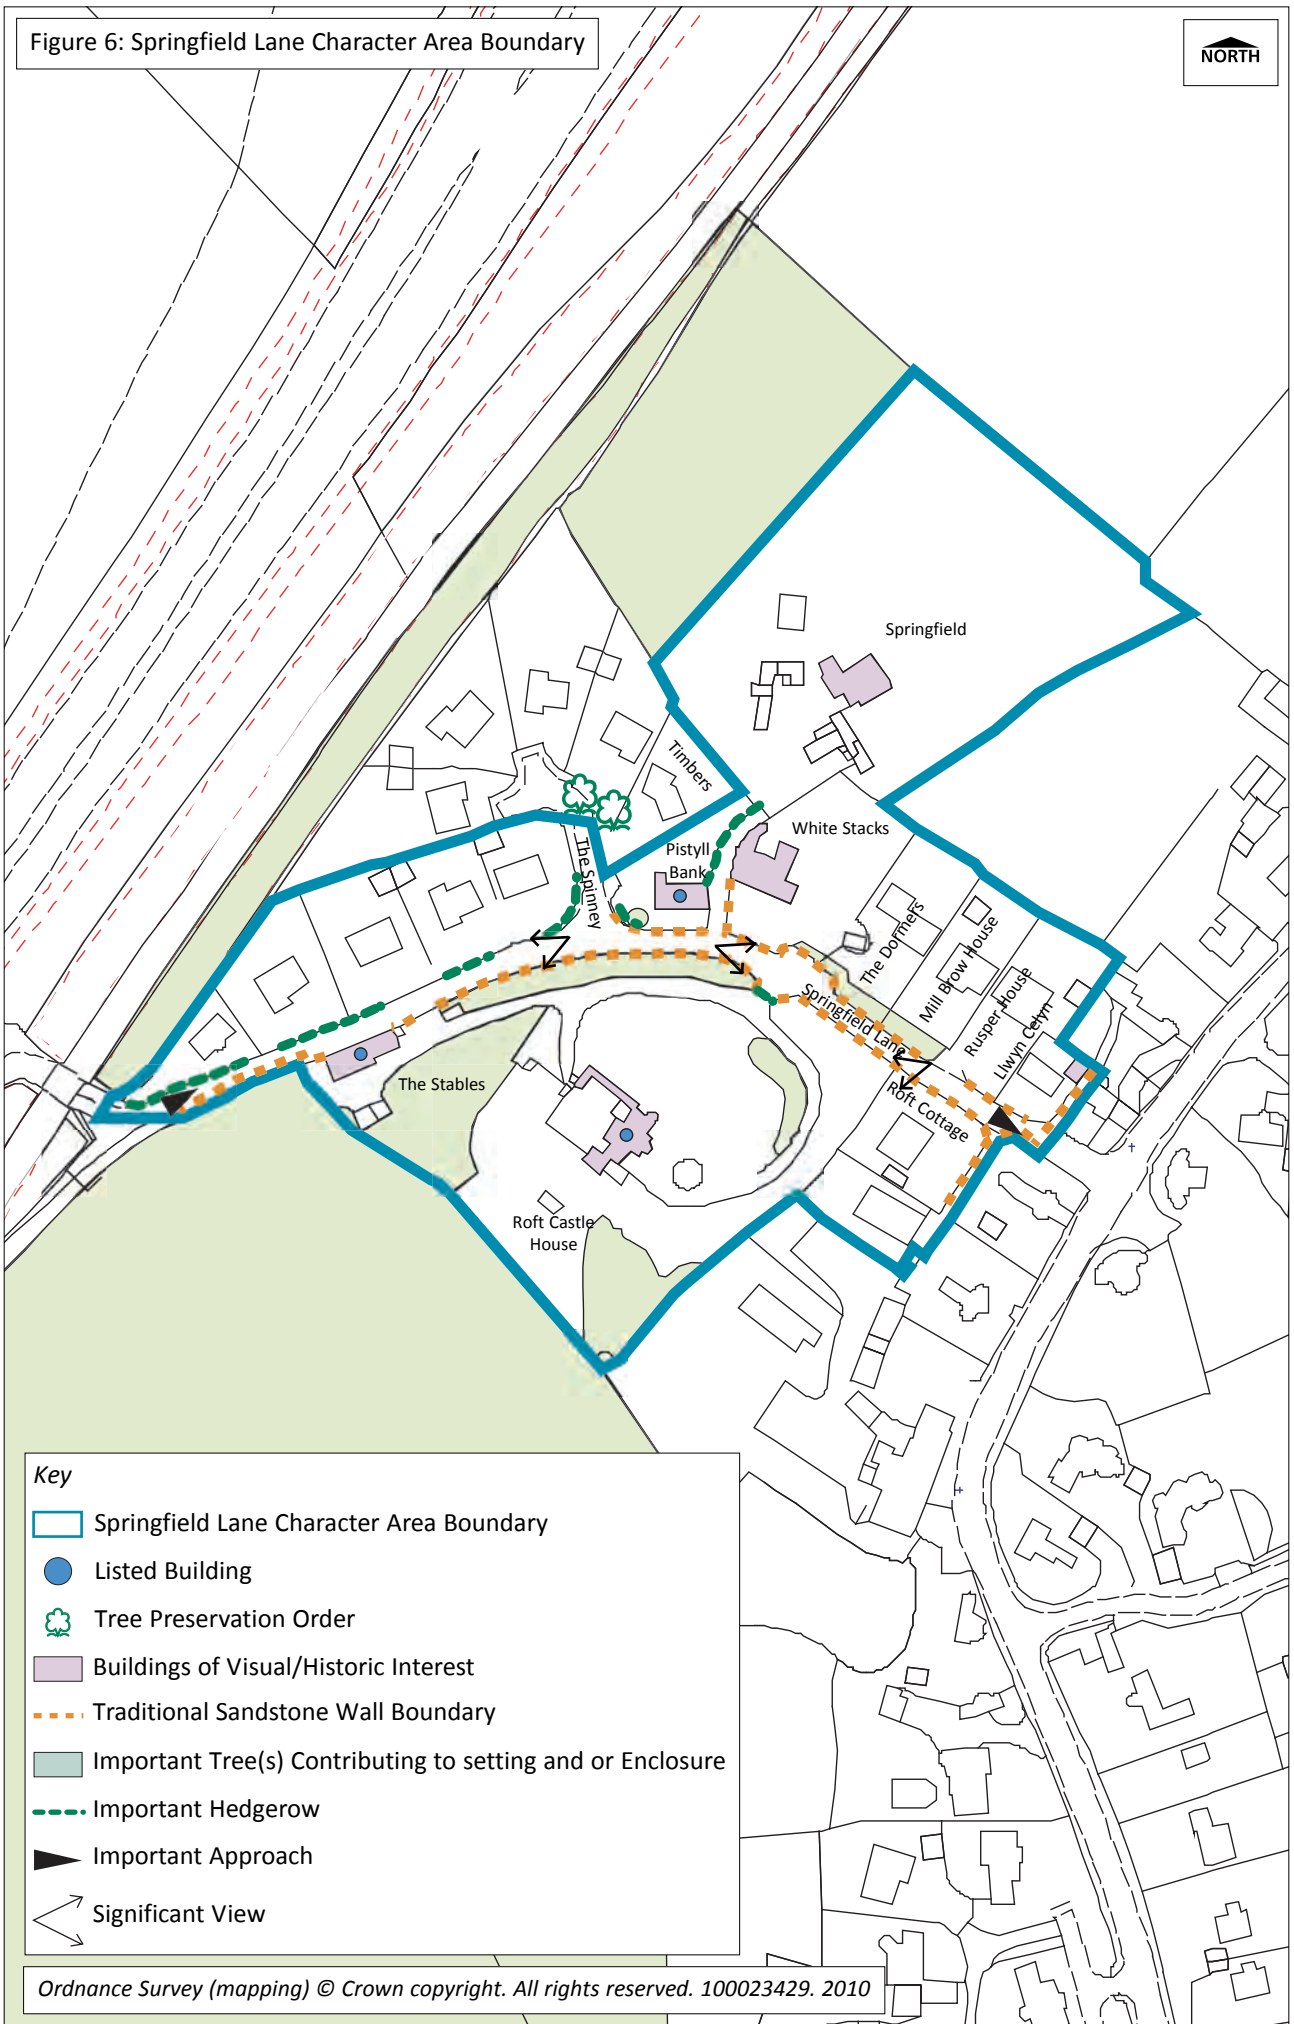 Figure 6: Springfield Lane Character Area Boundary
NORTH
Springfield
Timbers
White Stacks
Pistyll
Bank
The Spinney
The Dormers
Mill Brow House
Rusper House
Llwyn Celyn
Springfield Lane
Roft Cottage
The Stables
Roft Castle
House
Key
Springfield Lane Character Area Boundary
Listed Building
Tree Preservation Order
Buildings of Visual/Historic Interest
Traditional Sandstone Wall Boundary
Important Tree(s) Contributing to setting and or Enclosure
Important Hedgerow
Important Approach
Significant View
Ordnance Survey (mapping) © Crown copyright. All rights reserved. 100023429. 2010